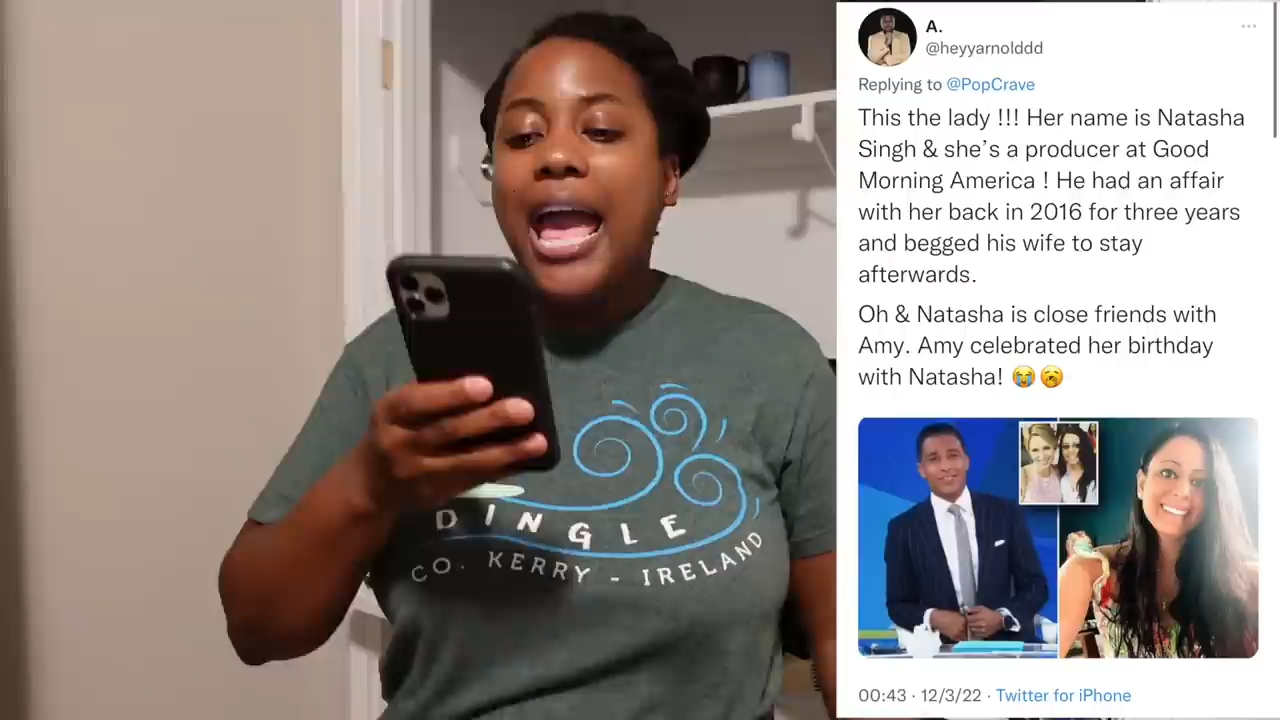 A.
@heyyarnolddd
Replying to @PopCrave
This the lady !!! Her name is Natasha
Singh & she's a producer at Good
Morning America ! He had an affair
with her back in 2016 for three years
and begged his wife to stay
afterwards.
Oh & Natasha is close friends with
Amy. Amy celebrated her birthday
with Natasha! 😭🥱
00:43 · 12/3/22 · Twitter for iPhone
DINGLE
CO. KERRY - IRELAND